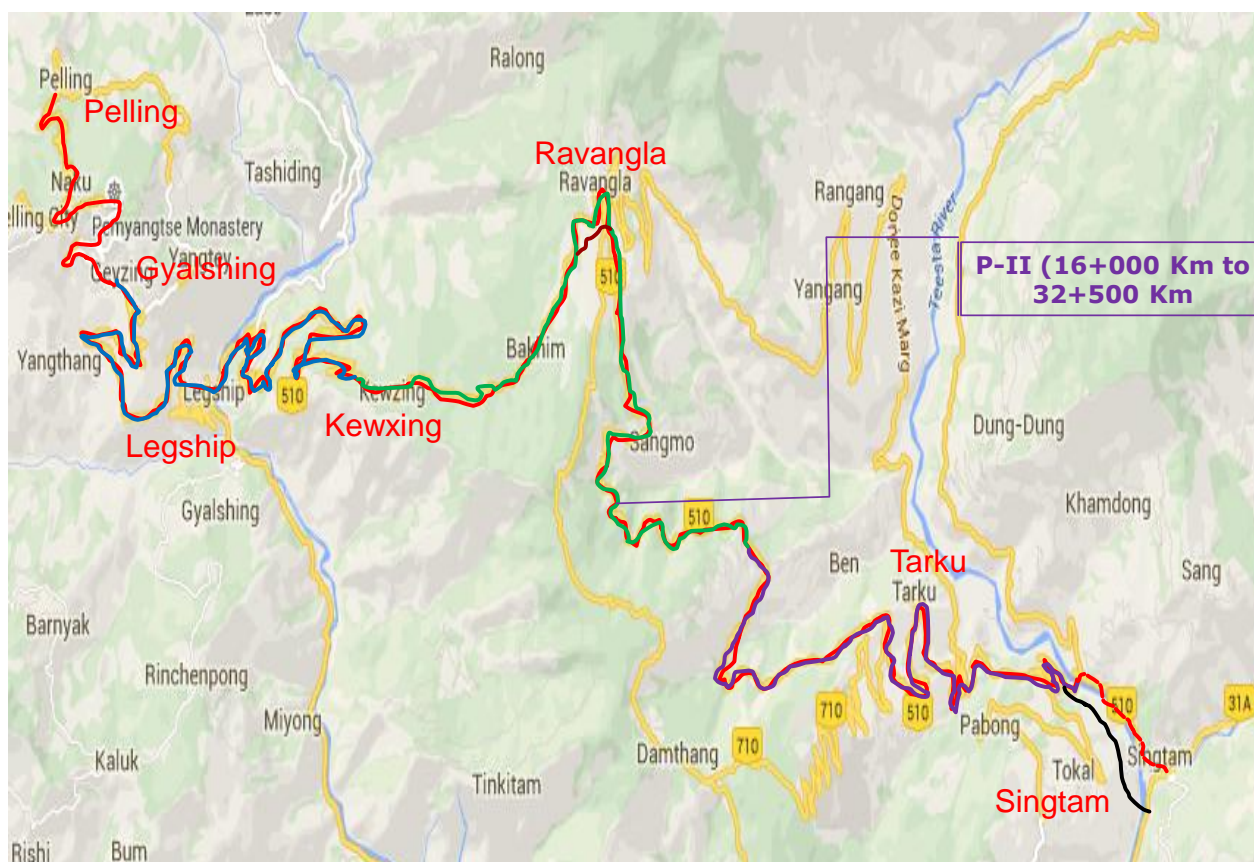 Ralong
Pelling
Pelling
Ravangla
Ravangla
Tashiding
Naku
elling City
Pemyangtse Monastery
Yangtey
Gyalshing
Geyzing
Rangang
Donee Kazi Marg
Teesta River
P-II (16+000 Km to
32+500 Km
510
Yangang
Yangthang
Bakhim
Legship
510
Kewzing
Kewxing
Legship
Sangmo
Dung-Dung
Gyalshing
510
Khamdong
Ben
Tarku
Tarku
Sang
Barnyak
Rinchenpong
Miyong
710
510
Pabong
510
31A
Kaluk
Damthang
710
Tinkitam
Tokal
Singtam
Singtam
Rishi
Bum